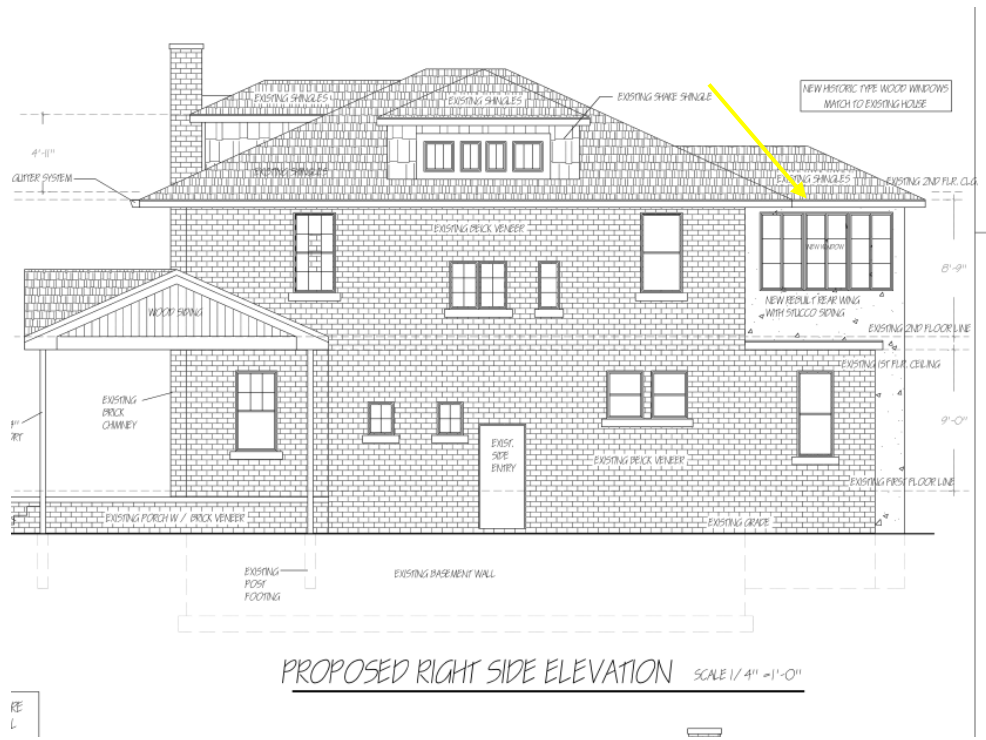 EXISTING SHINGLES
EXISTING SHINGLES
EXISTING SHAKE SHINGLE
NEW HISTORIC TYPE WOOD WINDOWS
MATCH TO EXISTING HOUSE
4'-11"
GUTTER SYSTEM
EXISTING SHINGLES
EXISTING SHINGLES
EXISTING 2ND FLR. CLG.
EXISTING BRICK VENEER
NEW WINDOW
8'-9"
NEW REBUILT REAR WING
WITH STUCCO SIDING
WOOD SIDING
EXISTING 2ND FLOOR LINE
EXISTING 1ST FLR. CEILING
EXISTING
BRICK
CHIMNEY
9'-0"
EXIST.
SIDE
ENTRY
EXISTING BRICK VENEER
EXISTING FIRST FLOOR LINE
EXISTING PORCH W / BRICK VENEER
EXISTING GRADE
EXISTING
POST
FOOTING
EXISTING BASEMENT WALL
PROPOSED RIGHT SIDE ELEVATION
SCALE 1/4" =1'-0"
RE
L